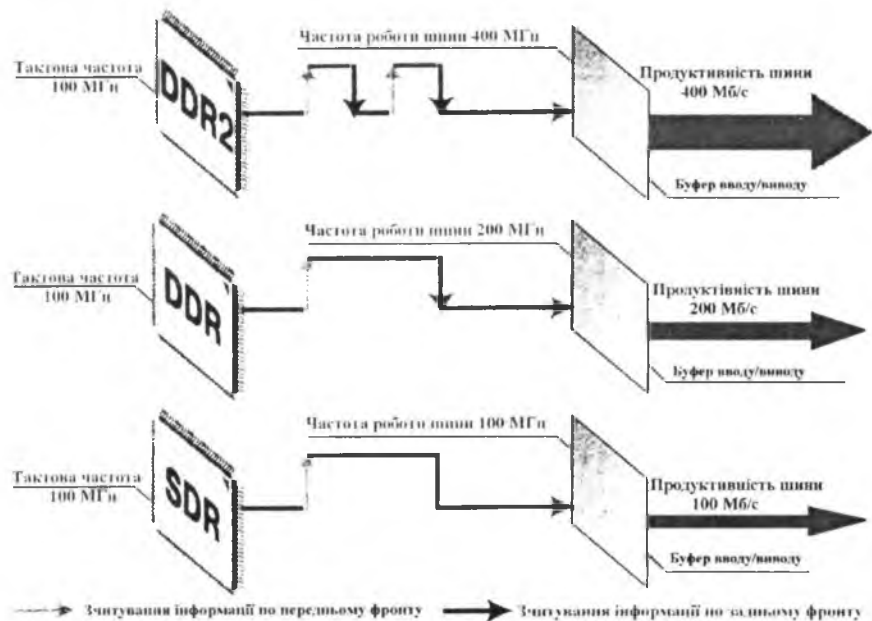 Частота роботи шини 400 МГц
Тактова частота
100 МГц
DDR2
Продуктивність шини
400 Мб/с
Буфер вводу/виводу
Частота роботи шини 200 МГц
Тактова частота
100 МГц
DDR
Продуктивність шини
200 Мб/с
Буфер вводу/виводу
Частота роботи шини 100 МГц
Тактова частота
100 МГц
SDR
Продуктивність шини
100 Мб/с
Буфер вводу/виводу
Зчитування інформації по передньому фронту
Зчитування інформації по задньому фронту